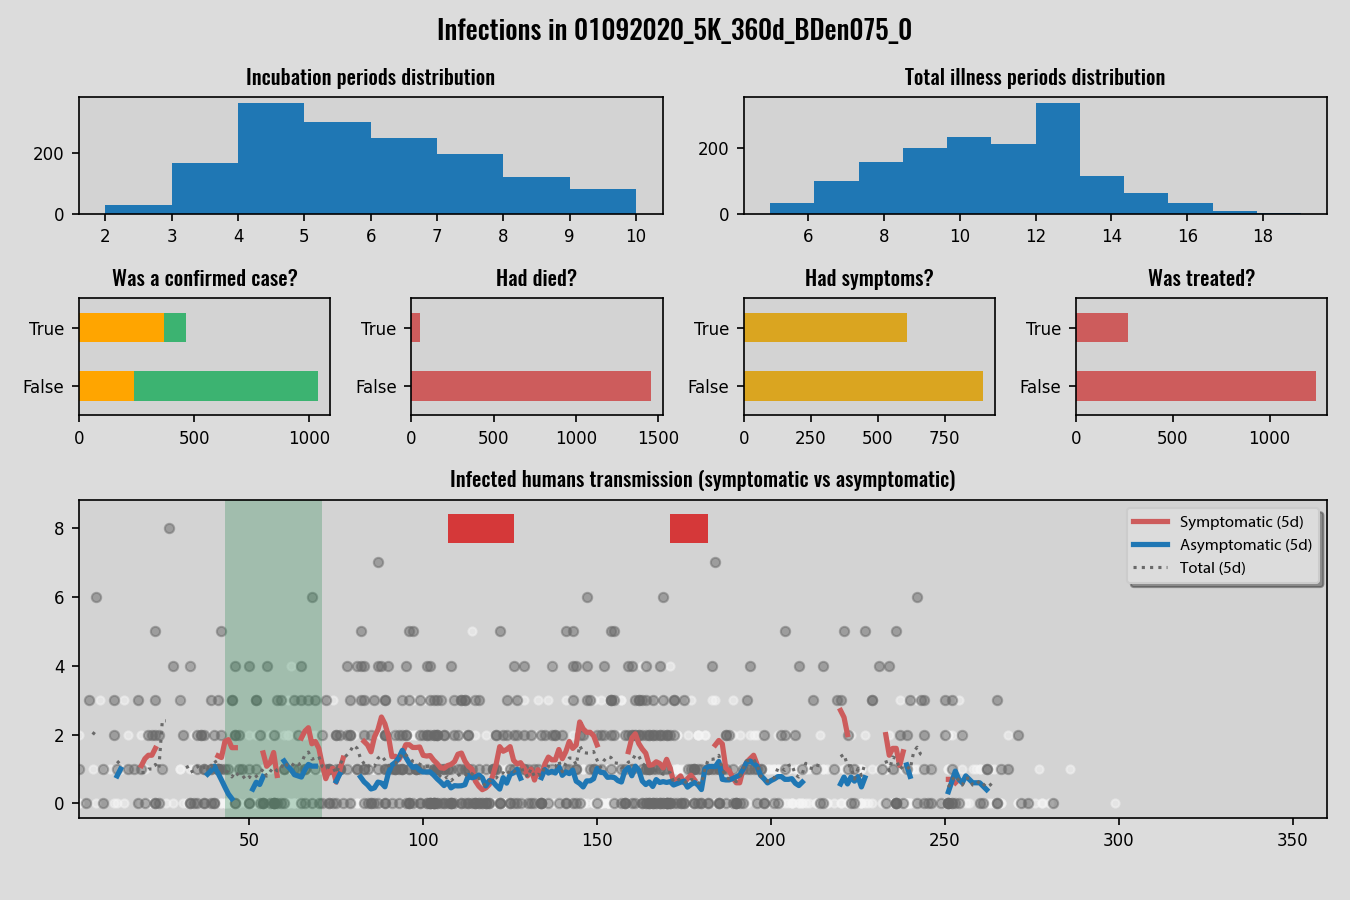 Infections in 01092020_5K_360d_BDen075_0
Incubation periods distribution
Total illness periods distribution
200
0
2 3 4 5 6 7 8 9 10
200
0
6 8 10 12 14 16 18
Was a confirmed case?
Had died?
Had symptoms?
Was treated?
True
False
0 500 1000
True
False
0 500 1000 1500
True
False
0 250 500 750
True
False
0 500 1000
Infected humans transmission (symptomatic vs asymptomatic)
8
6
4
2
0
Symptomatic (5d)
Asymptomatic (5d)
Total (5d)
50 100 150 200 250 300 350